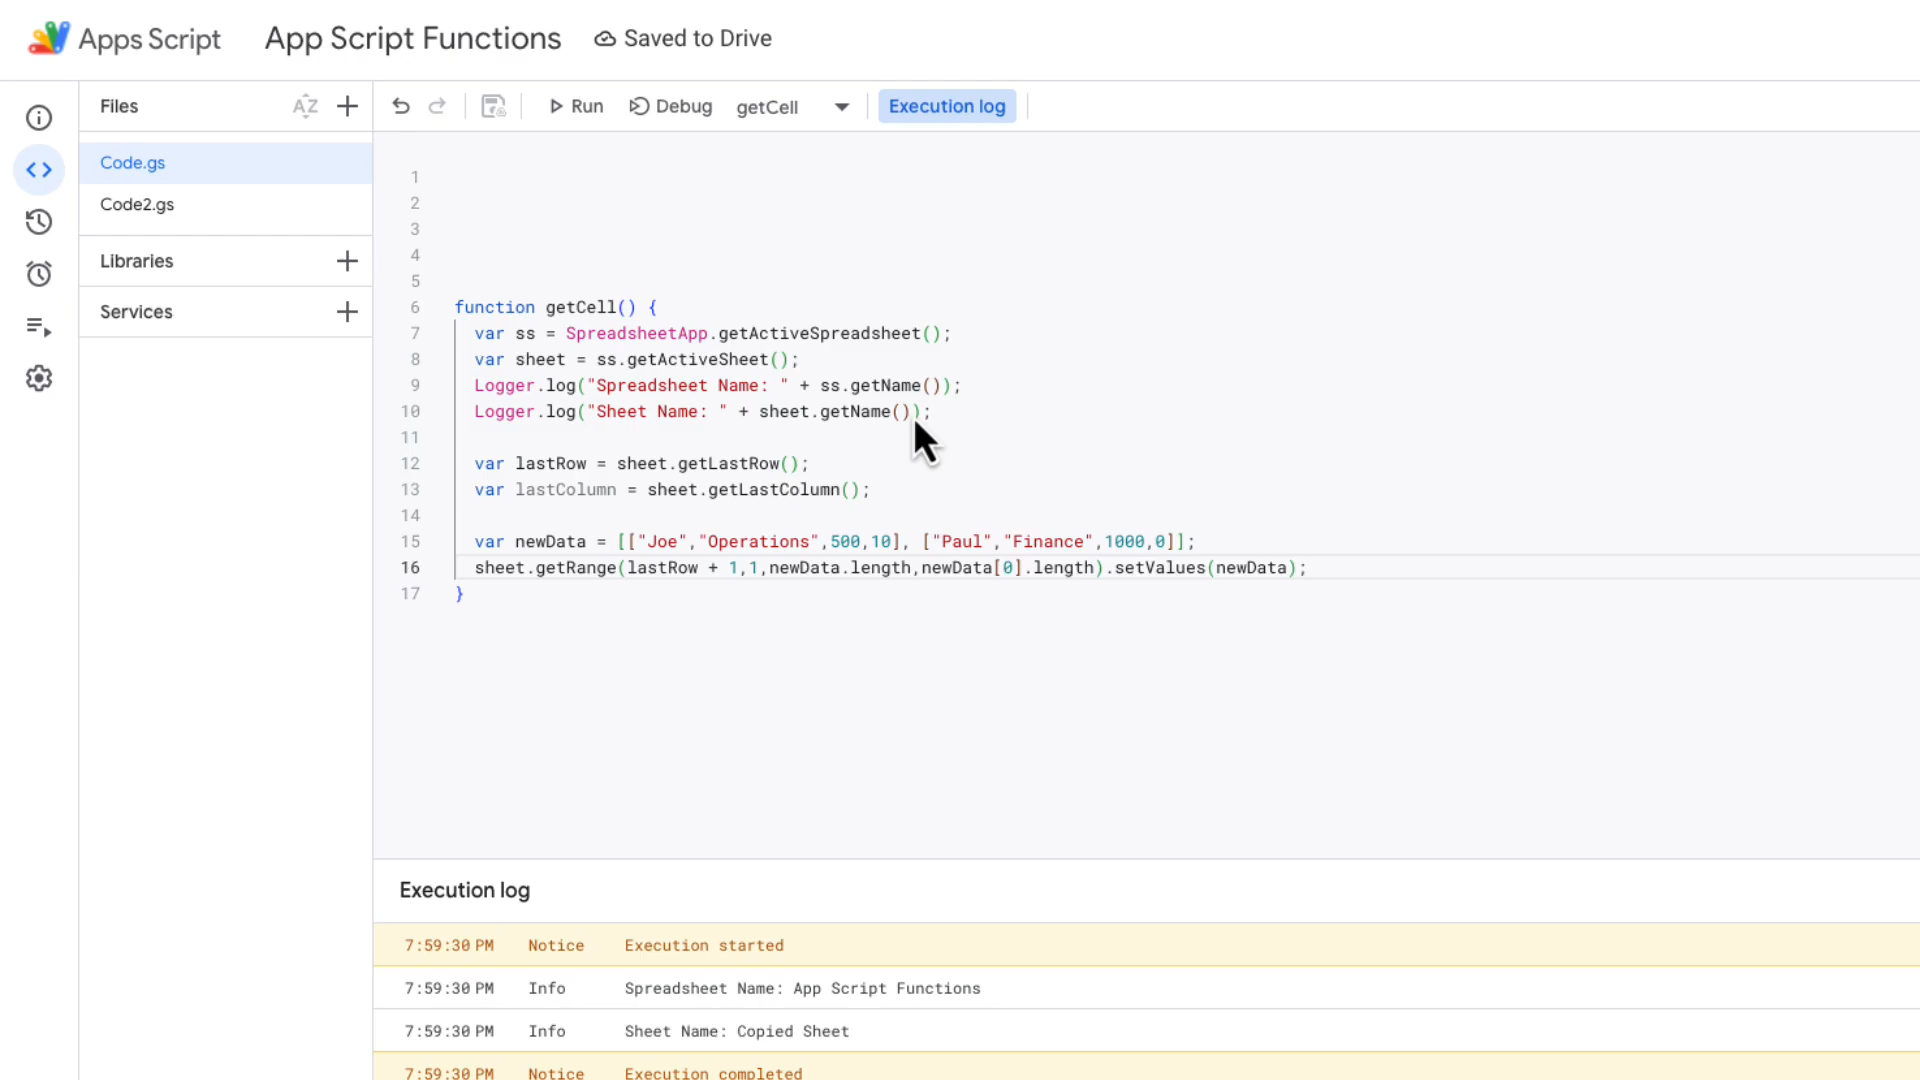 Apps Script App Script Functions Saved to Drive
Files AZ Run Debug getCell Execution log
Code.gs
Code2.gs
Libraries
Services
1
2
3
4
5
6 function getCell() {
7 var ss = SpreadsheetApp.getActiveSpreadsheet();
8 var sheet = ss.getActiveSheet();
9 Logger.log("Spreadsheet Name: " + ss.getName());
10 Logger.log("Sheet Name: " + sheet.getName());
11
12 var lastRow = sheet.getLastRow();
13 var lastColumn = sheet.getLastColumn();
14
15 var newData = [["Joe","Operations",500,10], ["Paul","Finance",1000,0]];
16 sheet.getRange(lastRow + 1,1,newData.length,newData[0].length).setValues(newData);
17 }
Execution log
7:59:30 PM Notice Execution started
7:59:30 PM Info Spreadsheet Name: App Script Functions
7:59:30 PM Info Sheet Name: Copied Sheet
7:59:30 PM Notice Execution completed